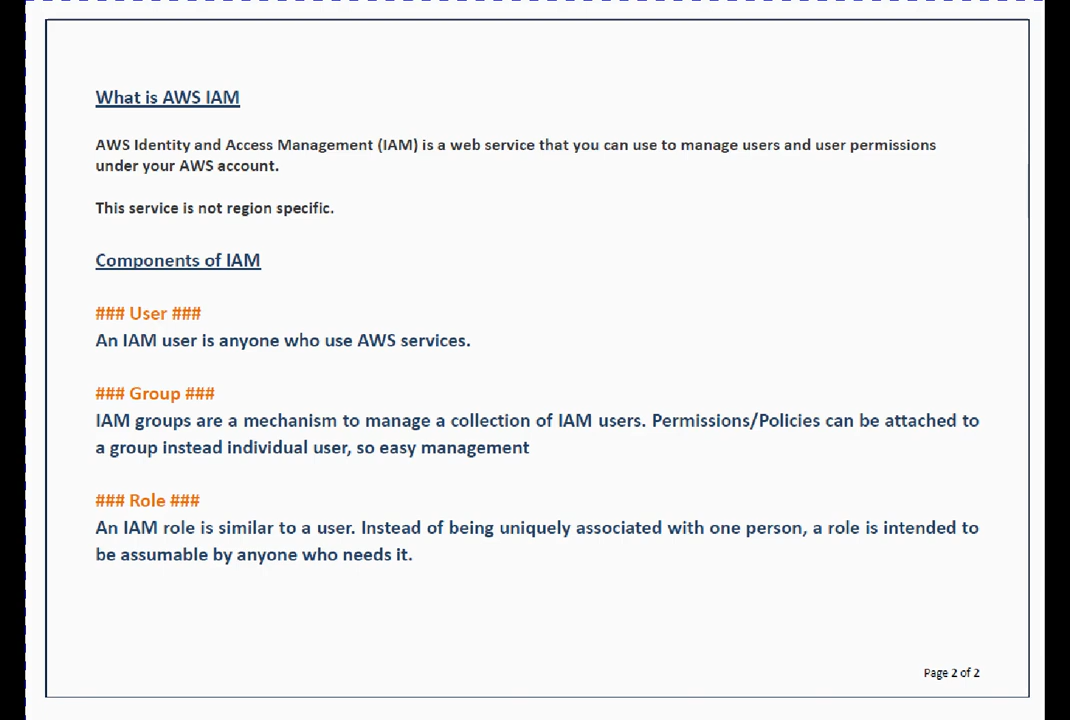 What is AWS IAM
AWS Identity and Access Management (IAM) is a web service that you can use to manage users and user permissions
under your AWS account.
This service is not region specific.
Components of IAM
### User ###
An IAM user is anyone who use AWS services.
### Group ###
IAM groups are a mechanism to manage a collection of IAM users. Permissions/Policies can be attached to
a group instead individual user, so easy management
### Role ###
An IAM role is similar to a user. Instead of being uniquely associated with one person, a role is intended to
be assumable by anyone who needs it.
Page 2 of 2